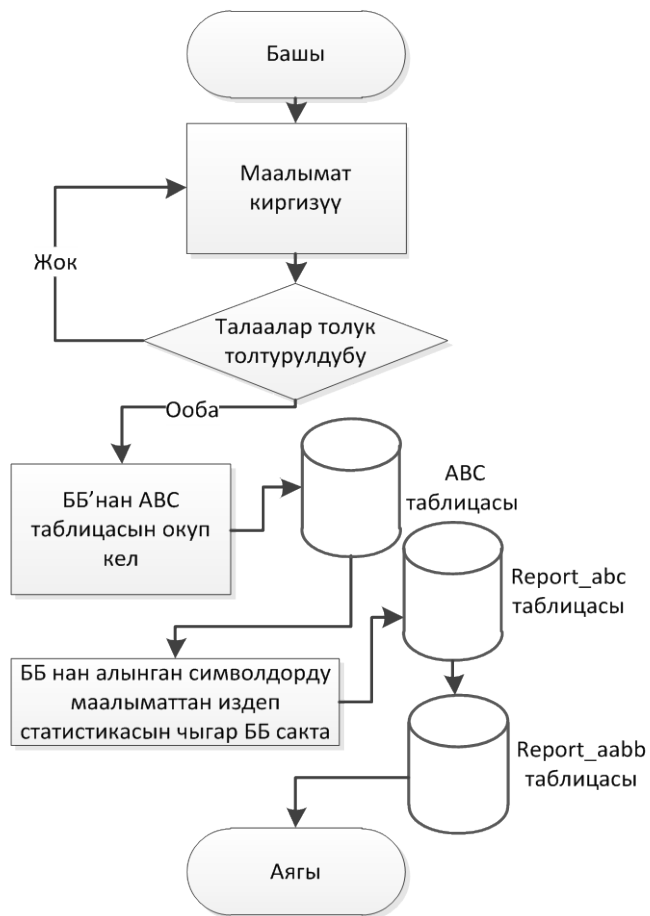 Башы
Маалымат
киргизүү
Жок
Талаалар толук
толтурулдубу
Ооба
ББ’нан ABC
таблицасын окуп
кел
ABC
таблицасы
Report_abc
таблицасы
ББ нан алынган символдорду
маалыматтан издеп
статистикасын чыгар ББ сакта
Report_aabb
таблицасы
Аягы